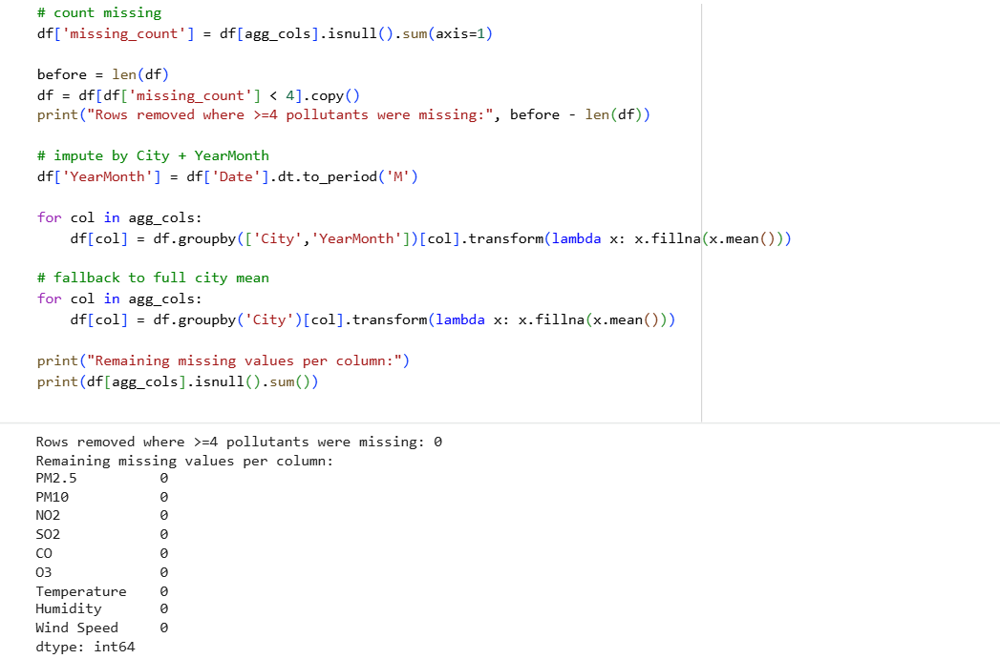 # count missing
df['missing_count'] = df[agg_cols].isnull().sum(axis=1)
before = len(df)
df = df[df['missing_count'] < 4].copy()
print("Rows removed where >=4 pollutants were missing:", before - len(df))
# impute by City + YearMonth
df['YearMonth'] = df['Date'].dt.to_period('M')
for col in agg_cols:
    df[col] = df.groupby(['City','YearMonth'])[col].transform(lambda x: x.fillna(x.mean()))
# fallback to full city mean
for col in agg_cols:
    df[col] = df.groupby('City')[col].transform(lambda x: x.fillna(x.mean()))
print("Remaining missing values per column:")
print(df[agg_cols].isnull().sum())
Rows removed where >=4 pollutants were missing: 0
Remaining missing values per column:
PM2.5          0
PM10           0
NO2            0
SO2            0
CO             0
O3             0
Temperature    0
Humidity       0
Wind Speed     0
dtype: int64